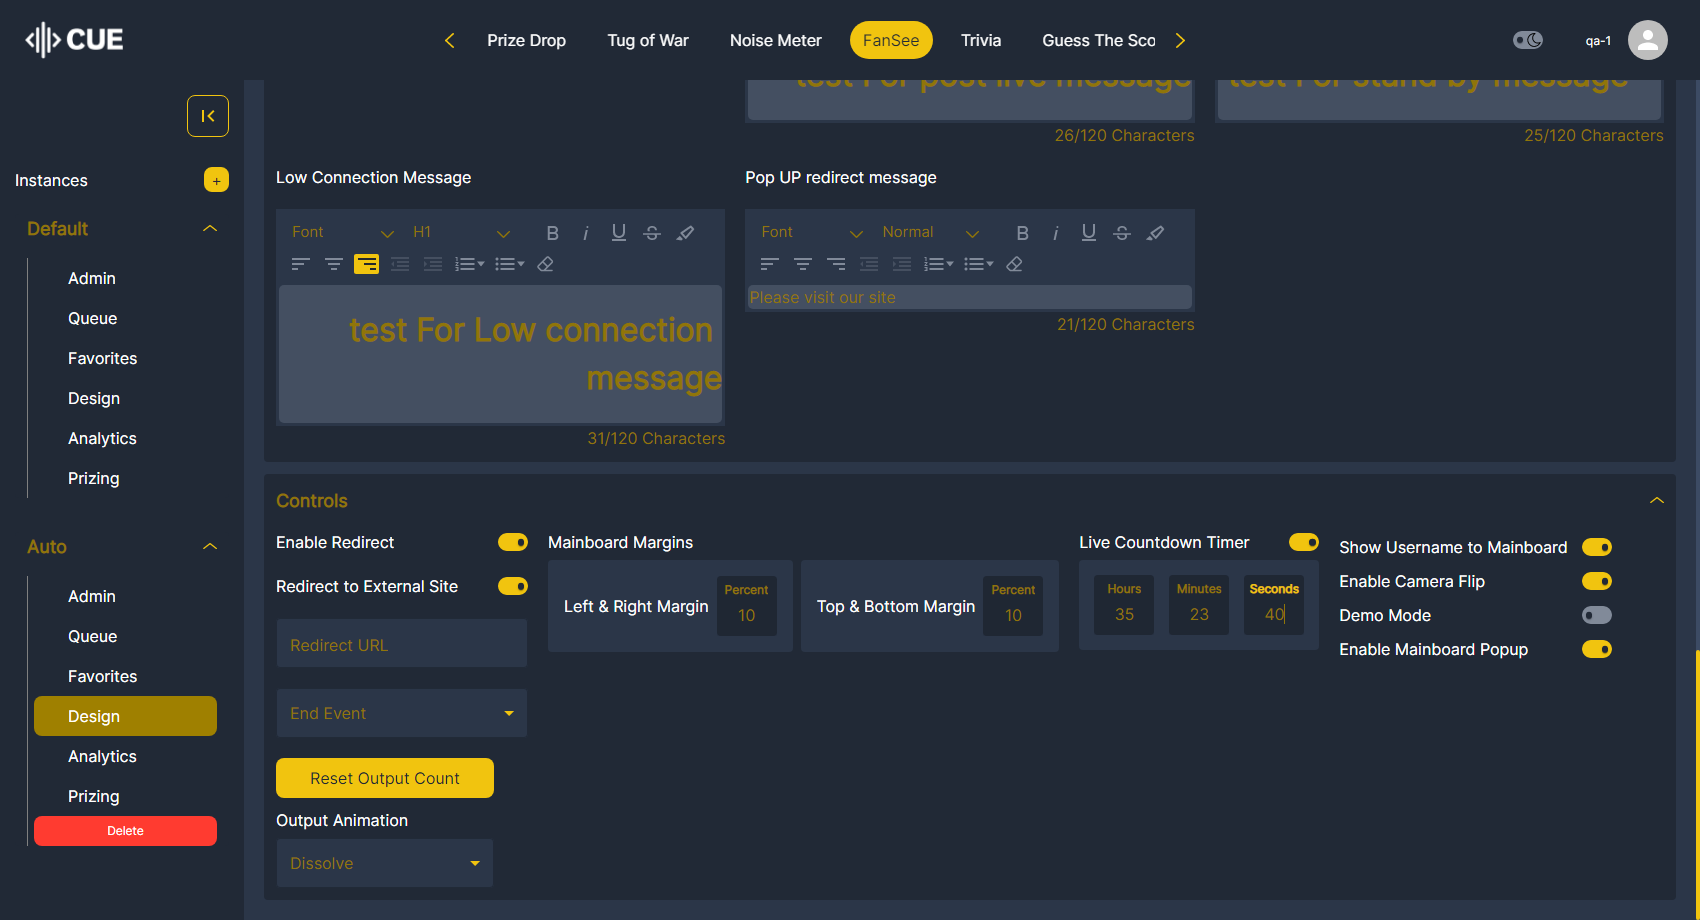 CUE
Prize Drop
Tug of War
Noise Meter
FanSee
Trivia
Guess The Sco
qa-1
Instances
+
Default
Admin
Queue
Favorites
Design
Analytics
Prizing
Auto
Admin
Queue
Favorites
Design
Analytics
Prizing
Delete
test For post live message
26/120 Characters
test For stand by message
25/120 Characters
Low Connection Message
Font
H1
B i U S
test For Low connection
message
31/120 Characters
Pop UP redirect message
Font
Normal
B i U S
Please visit our site
21/120 Characters
Controls
Enable Redirect
Redirect to External Site
Redirect URL
End Event
Reset Output Count
Output Animation
Dissolve
Mainboard Margins
Left & Right Margin
Percent
10
Top & Bottom Margin
Percent
10
Live Countdown Timer
Hours
35
Minutes
23
Seconds
40
Show Username to Mainboard
Enable Camera Flip
Demo Mode
Enable Mainboard Popup